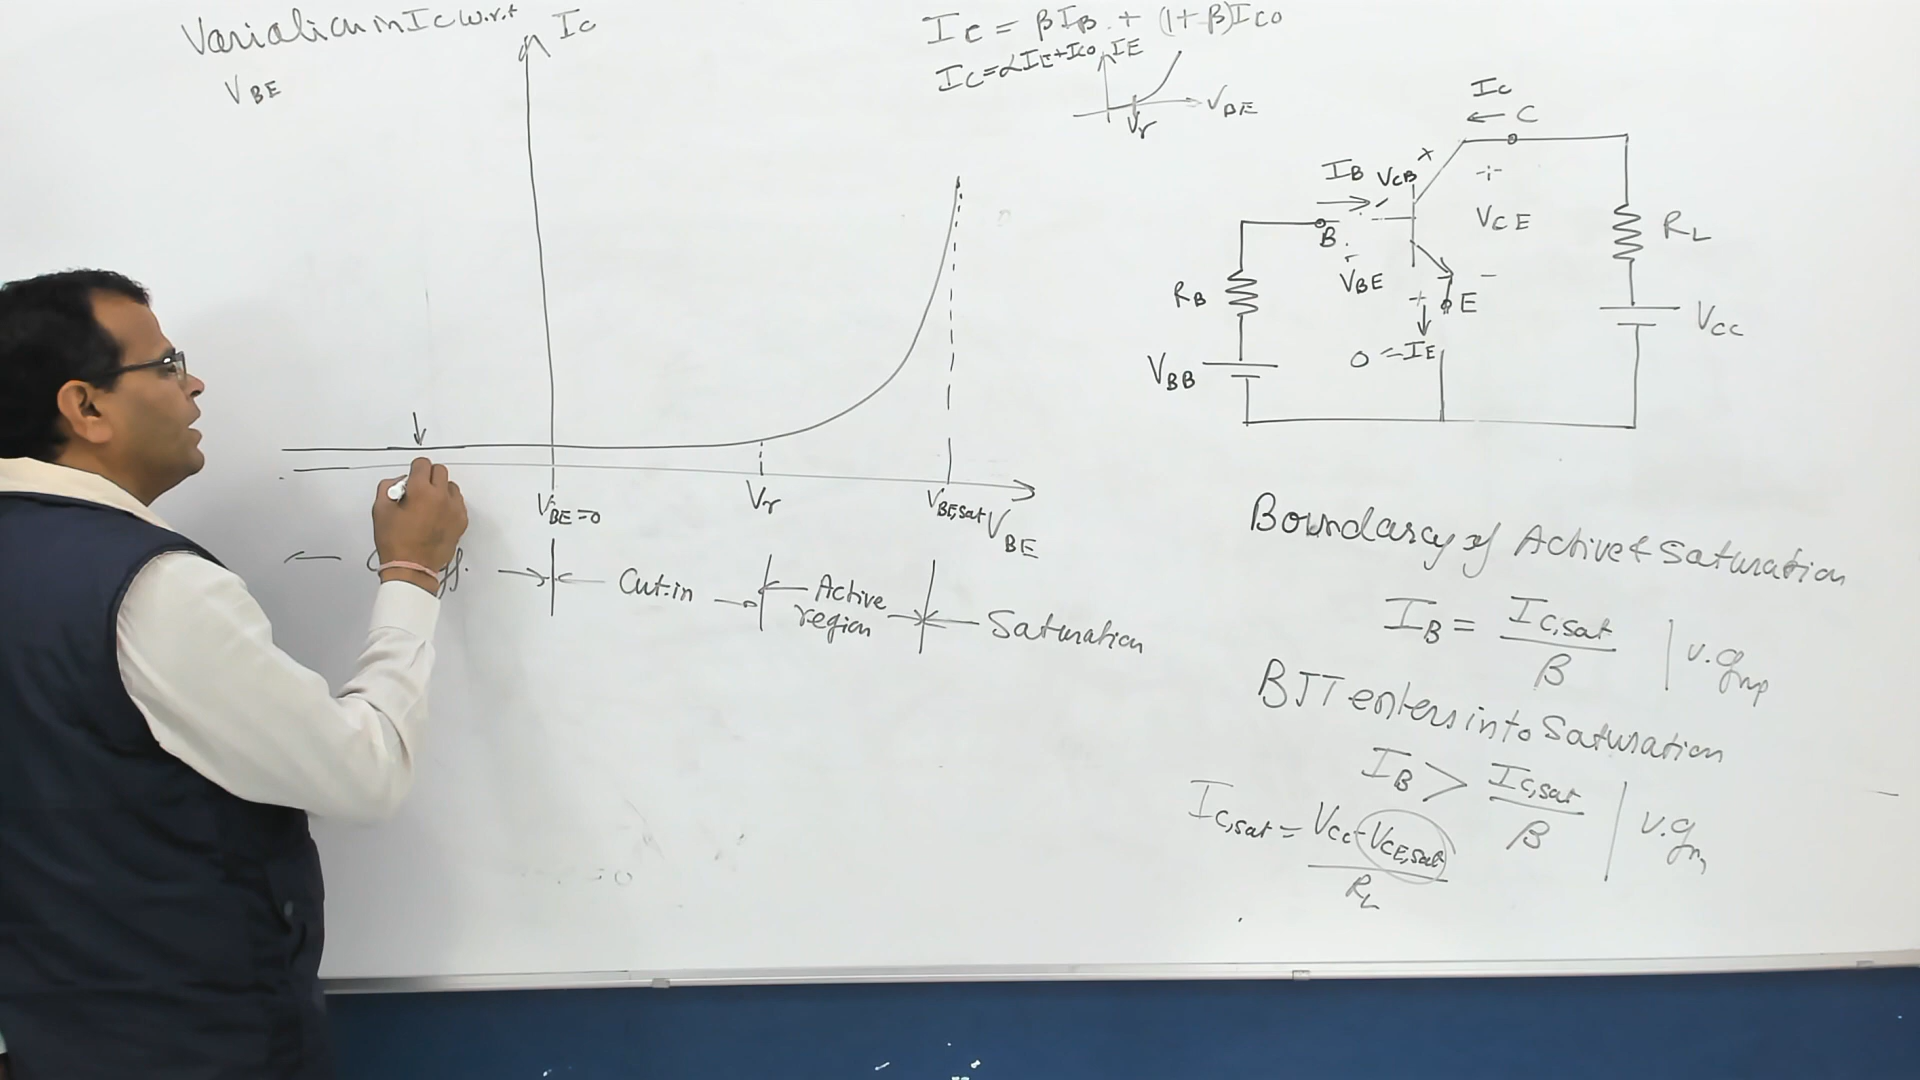 Variation in IC w.r.t
VBE
IC
VBE=0
Vr
VBE,sat
VBE
Cut-in
Active
region
Saturation
IC = βIB + (1+β)ICO
IC = αIE + ICO
IE
Vr
VBE
IC
C
IB
VCB
+
B
VCE
RL
VBE
RB
−
+
E
VCC
0 = IE
VBB
Boundary of Active & Saturation
IB = IC,sat / β
BJT enters into Saturation
IB > IC,sat / β
IC,sat = VCC − VCE,sat / RL